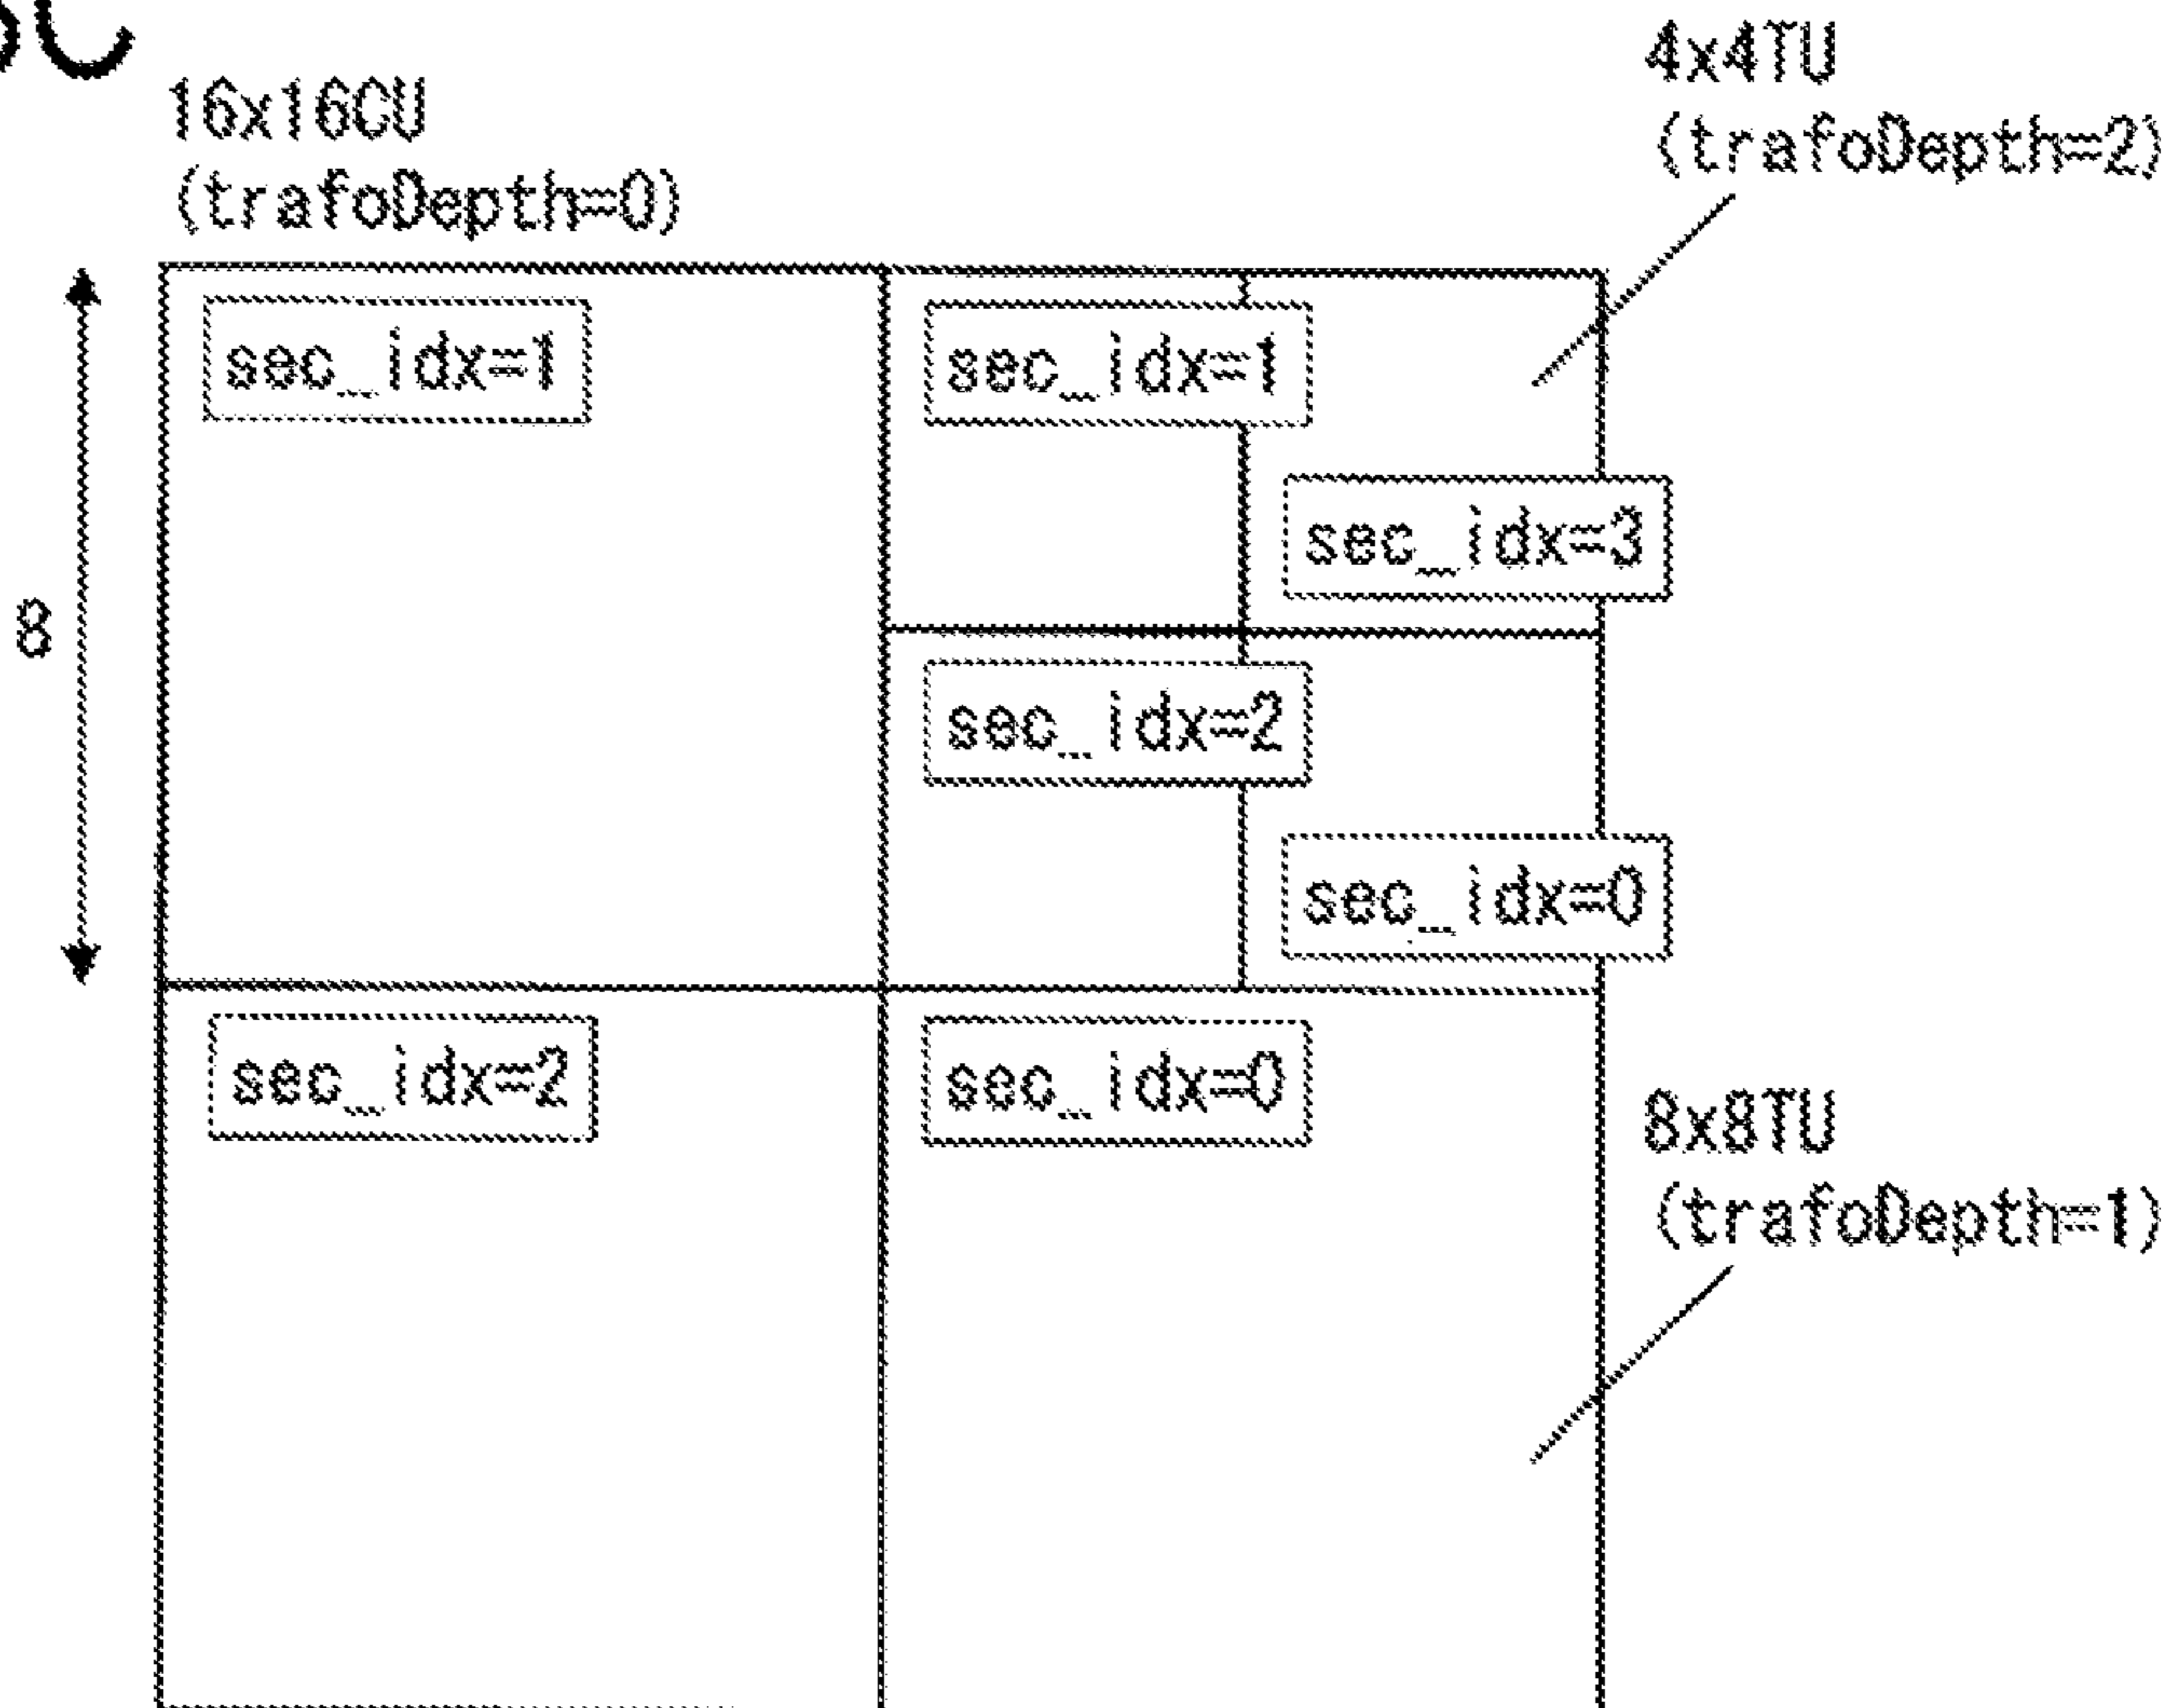 16x16CU
(trafoDepth=0)
4x4TU
(trafoDepth=2)
sec_idx=1
sec_idx=1
sec_idx=3
8
sec_idx=2
sec_idx=0
sec_idx=2
sec_idx=0
8x8TU
(trafoDepth=1)